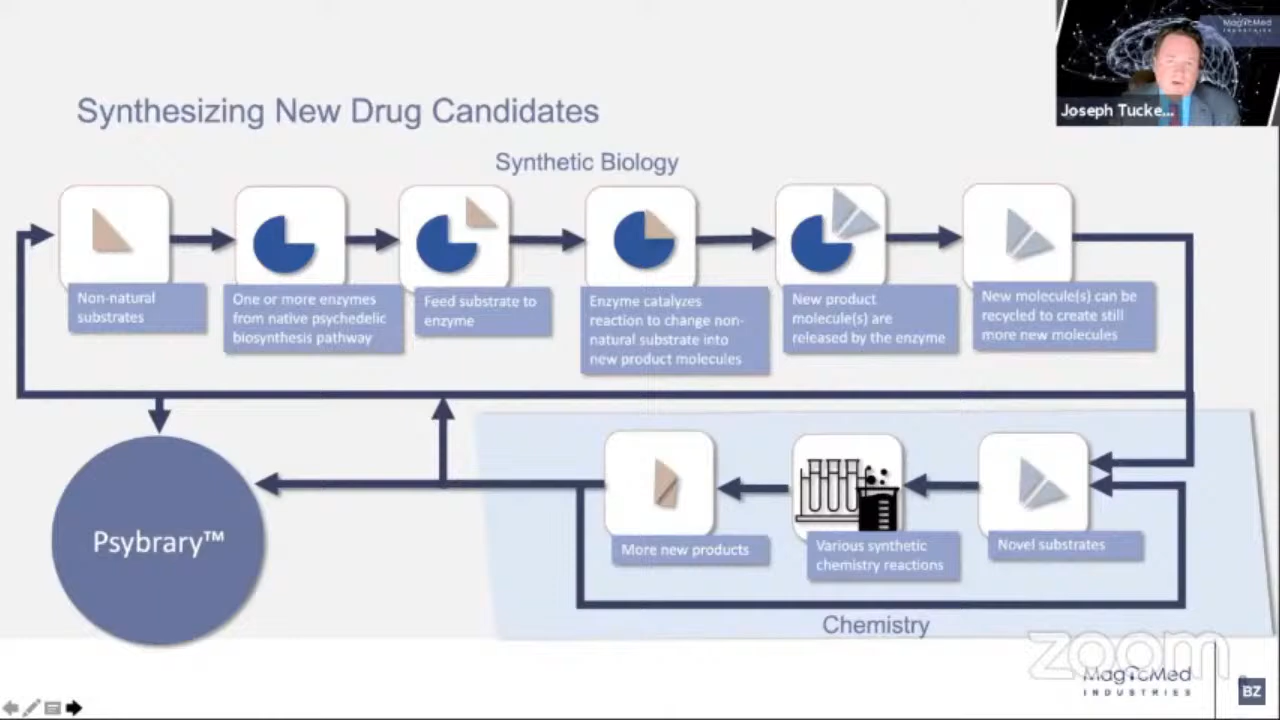 MagicMed
INDUSTRIES
Joseph Tucke...
Synthesizing New Drug Candidates
Synthetic Biology
Non-natural
substrates
One or more enzymes
from native psychedelic
biosynthesis pathway
Feed substrate to
enzyme
Enzyme catalyzes
reaction to change non-
natural substrate into
new product molecules
New product
molecule(s) are
released by the enzyme
New molecule(s) can be
recycled to create still
more new molecules
Psybrary™
More new products
Various synthetic
chemistry reactions
Novel substrates
Chemistry
zoom
MagicMed
INDUSTRIES
BZ